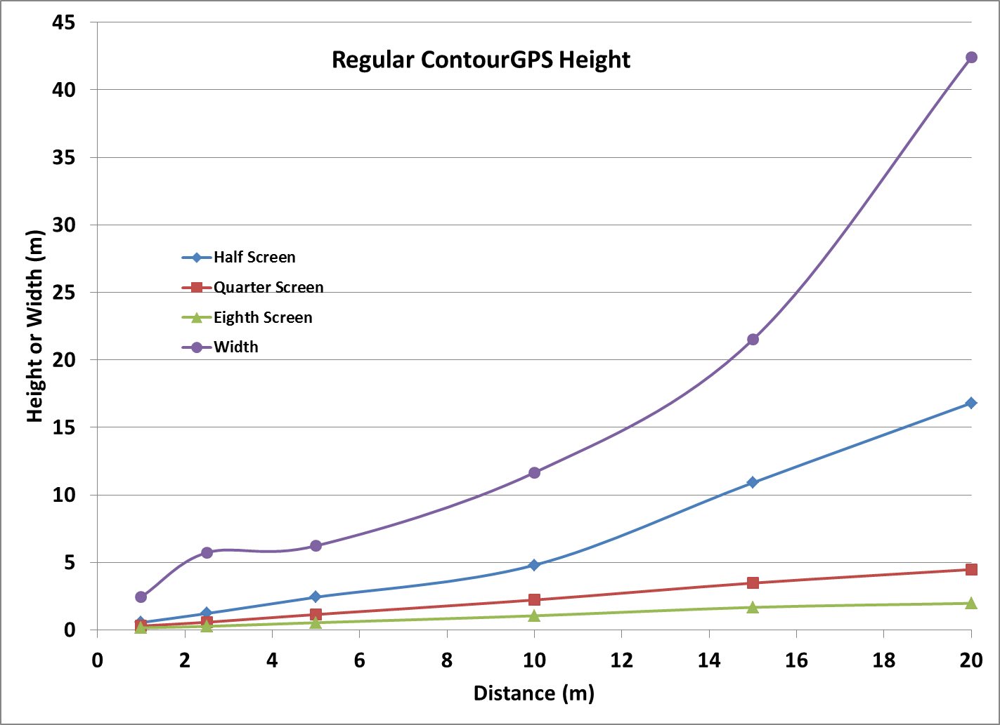 Regular ContourGPS Height
45
40
35
30
25
20
15
10
5
0
Height or Width (m)
Half Screen
Quarter Screen
Eighth Screen
Width
0 2 4 6 8 10 12 14 16 18 20
Distance (m)